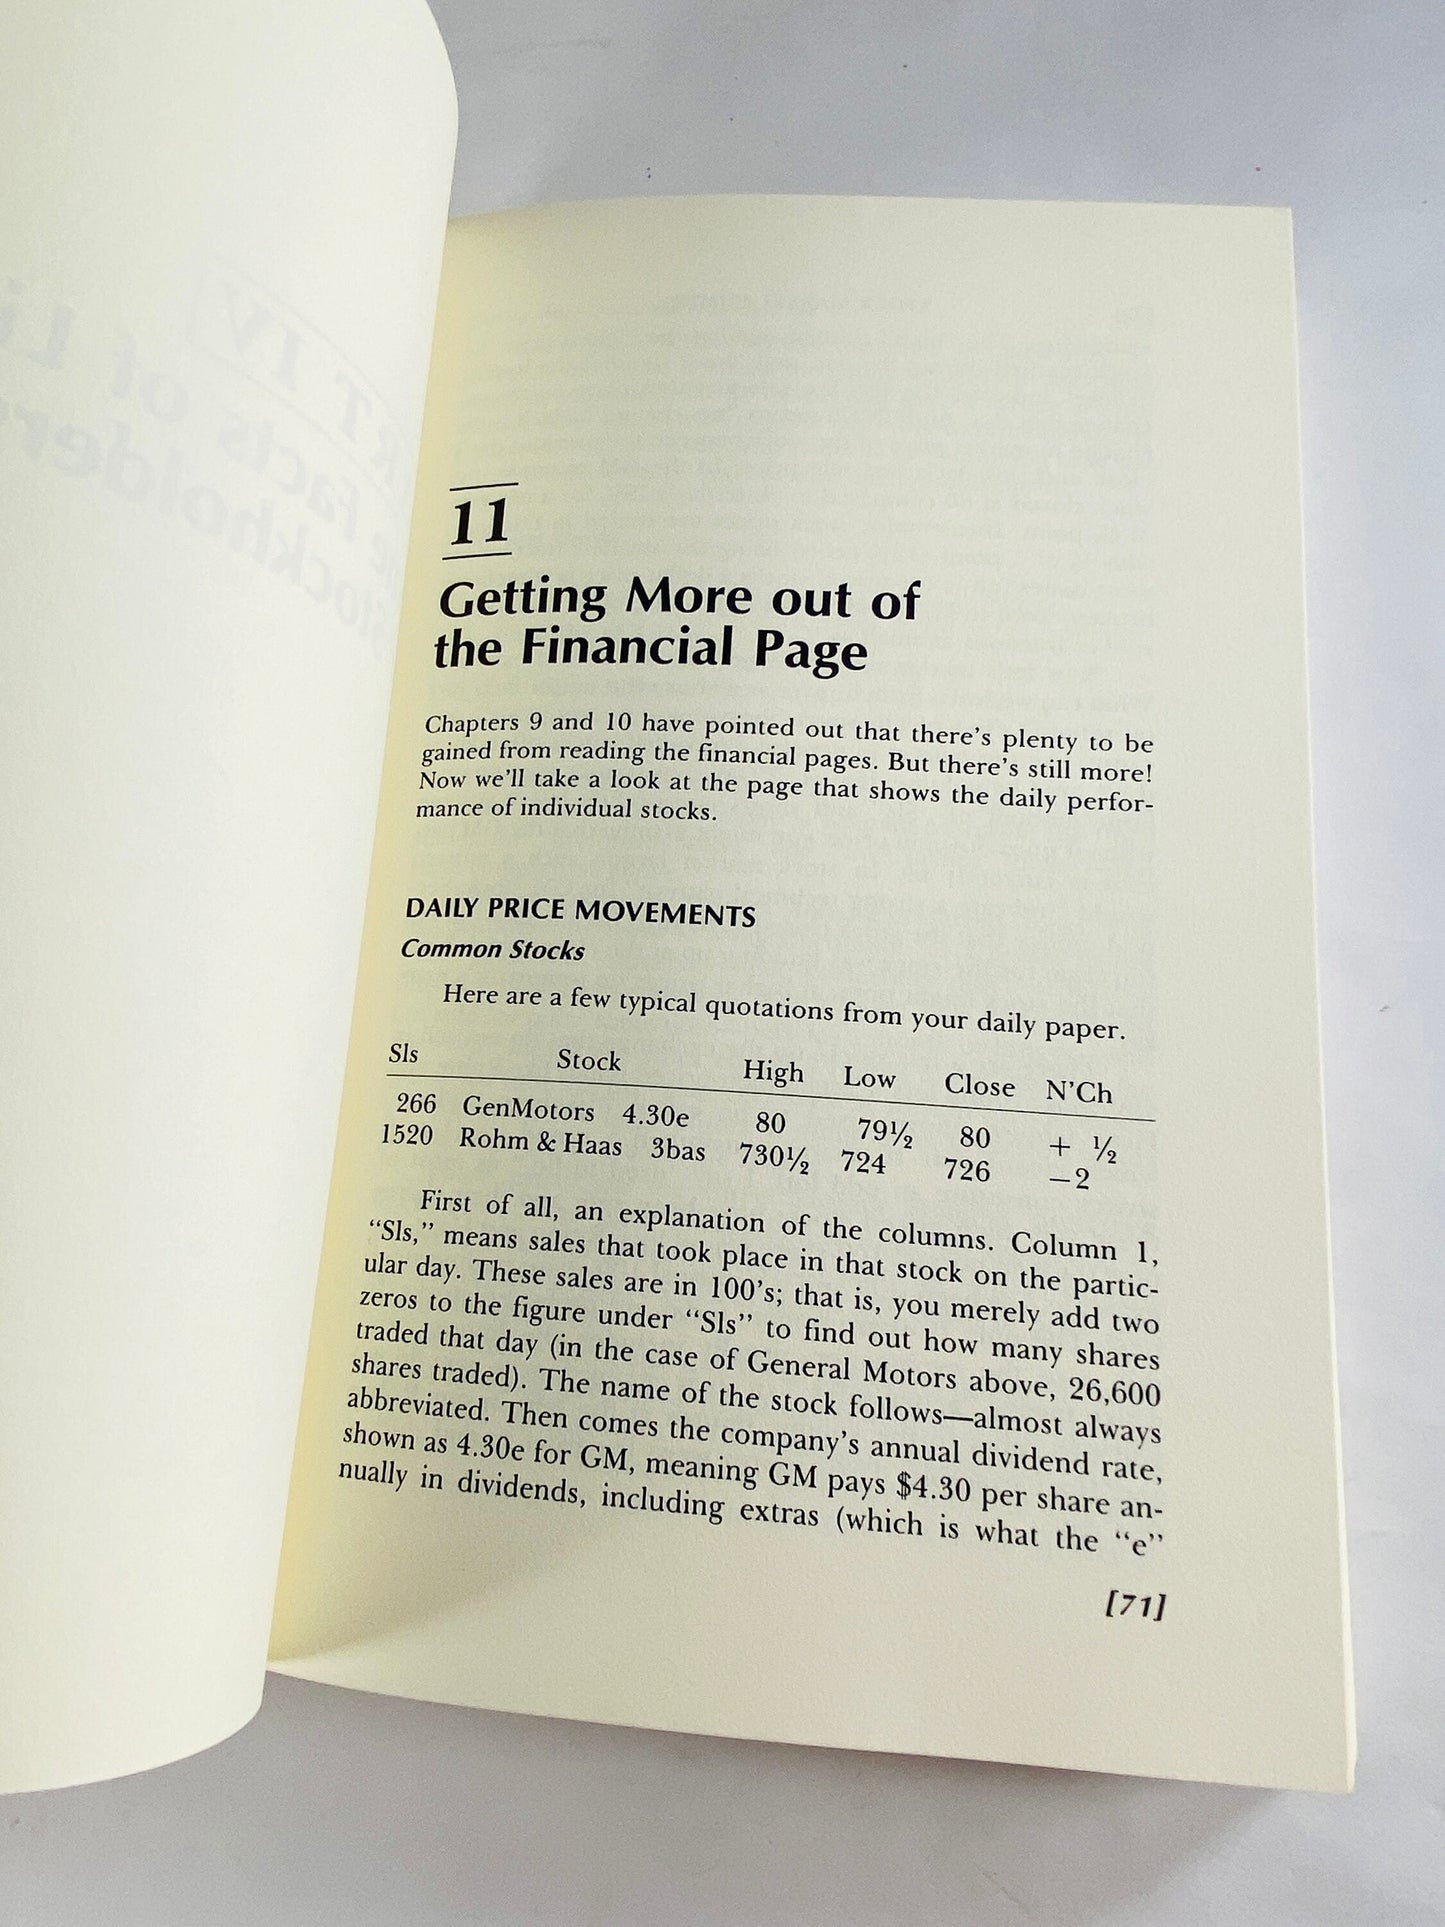 11
Getting More out of
the Financial Page
Chapters 9 and 10 have pointed out that there's plenty to be
gained from reading the financial pages. But there's still more!
Now we'll take a look at the page that shows the daily perfor-
mance of individual stocks.
DAILY PRICE MOVEMENTS
Common Stocks
Here are a few typical quotations from your daily paper.
Sls Stock High Low Close N'Ch
266 GenMotors 4.30e 80 79½ 80 + ½
1520 Rohm & Haas 3bas 730½ 724 726 −2
First of all, an explanation of the columns. Column 1,
“Sls,” means sales that took place in that stock on the partic-
ular day. These sales are in 100's; that is, you merely add two
zeros to the figure under “Sls” to find out how many shares
traded that day (in the case of General Motors above, 26,600
shares traded). The name of the stock follows—almost always
abbreviated. Then comes the company's annual dividend rate,
shown as 4.30e for GM, meaning GM pays $4.30 per share an-
nually in dividends, including extras (which is what the “e”
[71]